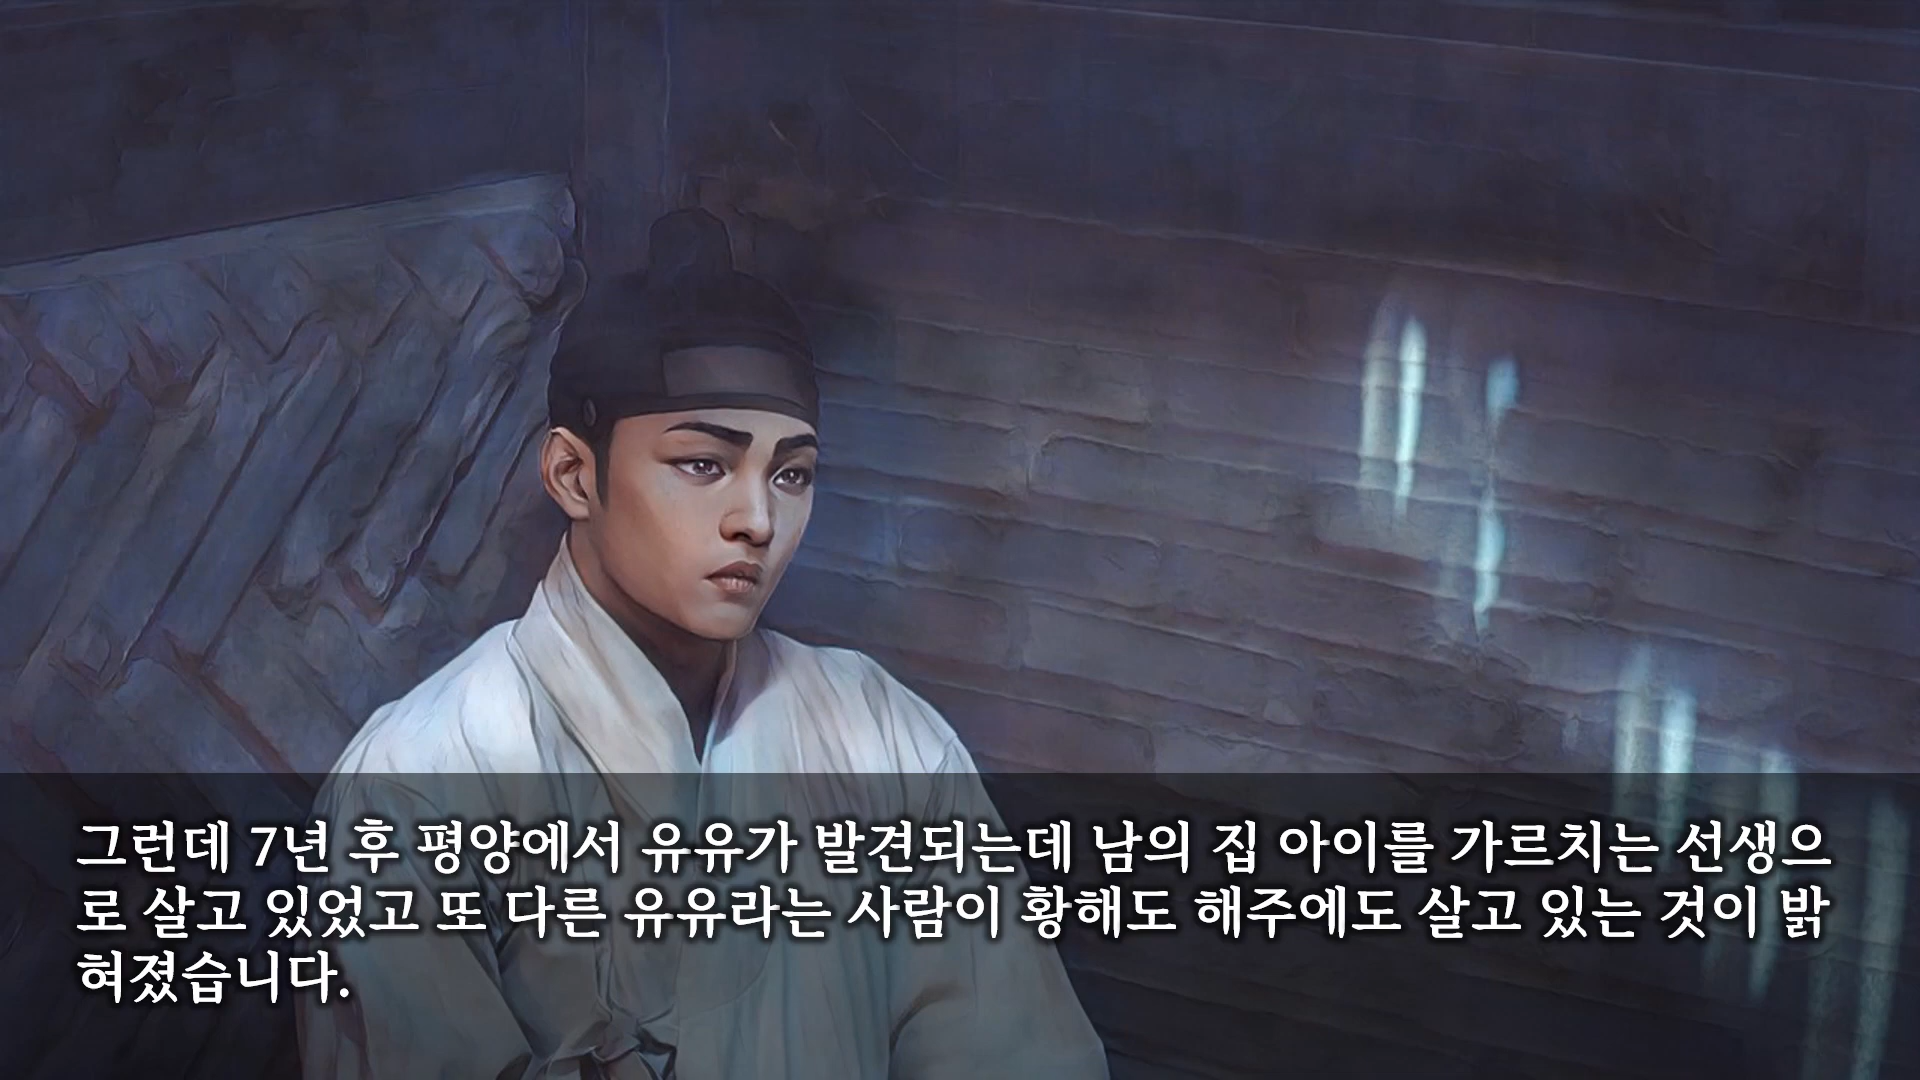 그런데 7년 후 평양에서 유유가 발견되는데 남의 집 아이를 가르치는 선생으
로 살고 있었고 또 다른 유유라는 사람이 황해도 해주에도 살고 있는 것이 밝
혀졌습니다.